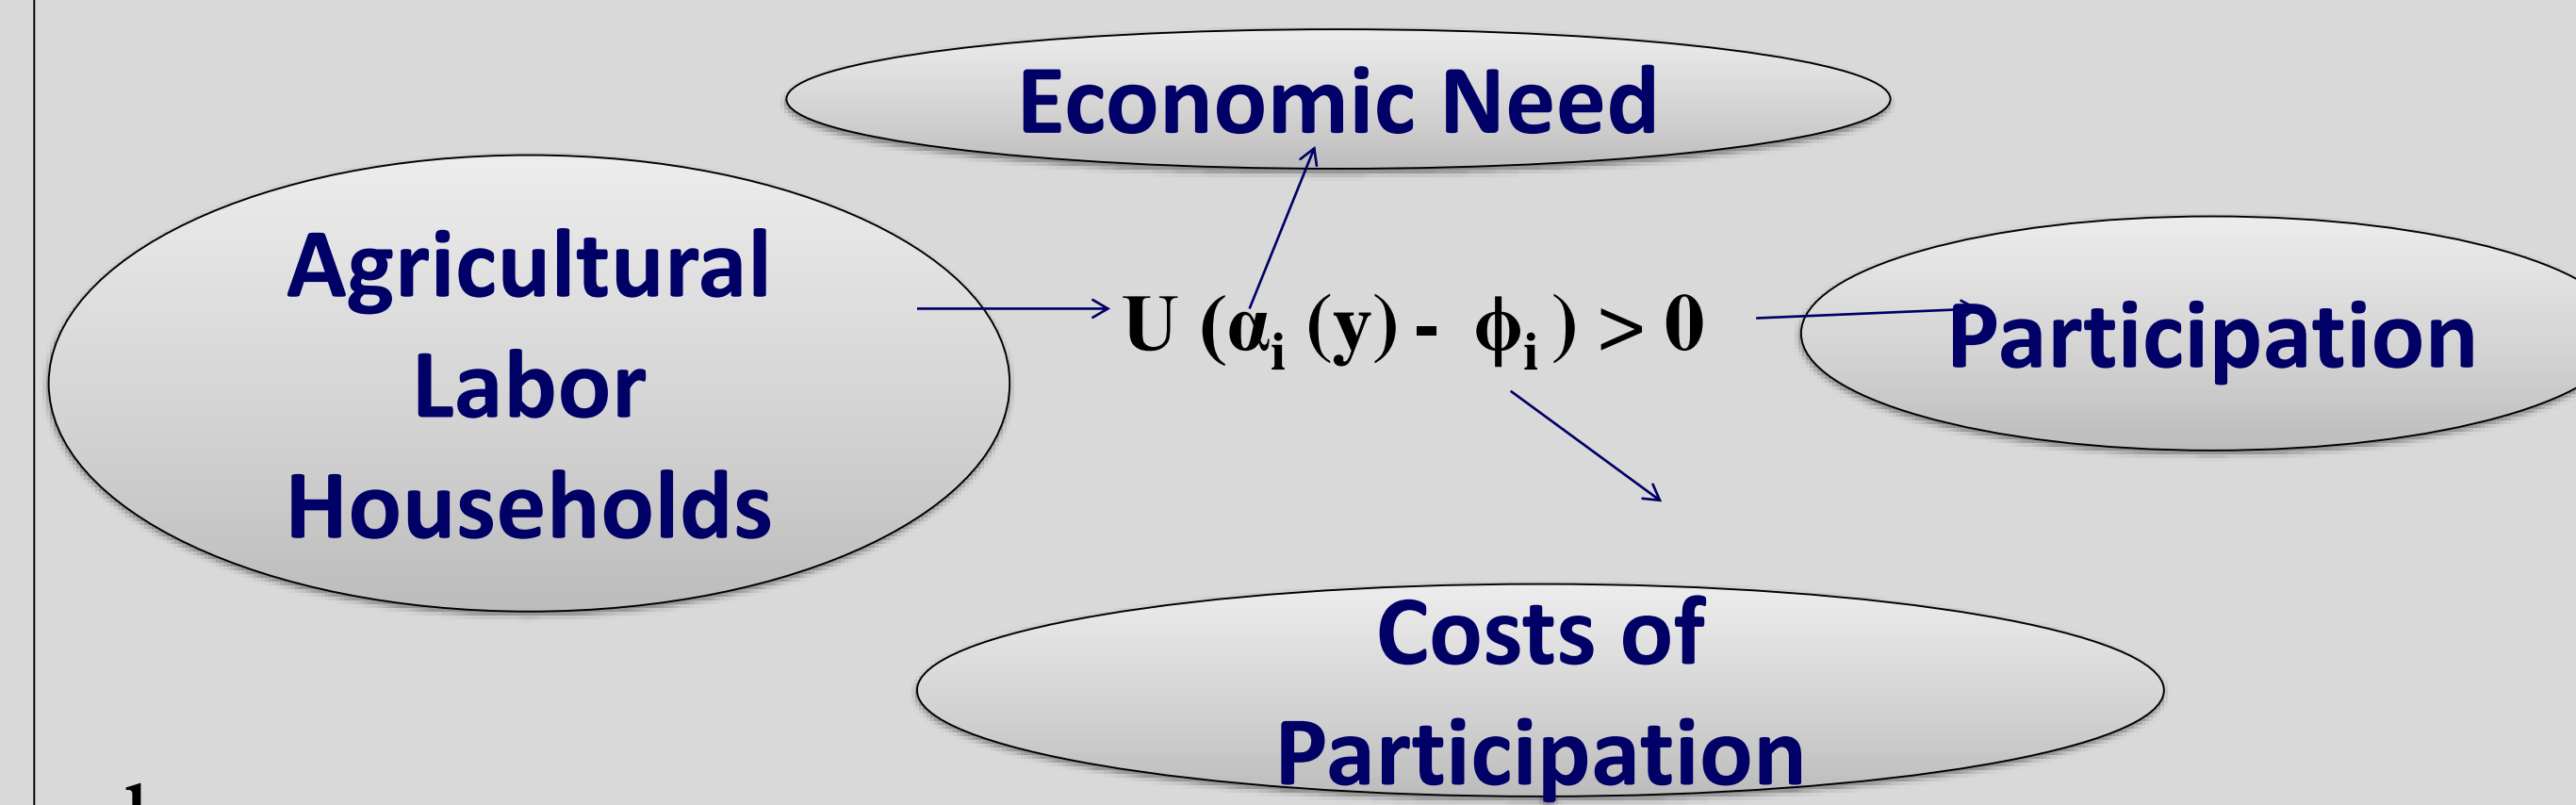 Economic Need
Agricultural
Labor
Households
U (αᵢ (y) - ϕᵢ ) > 0
Participation
Costs of
Participation